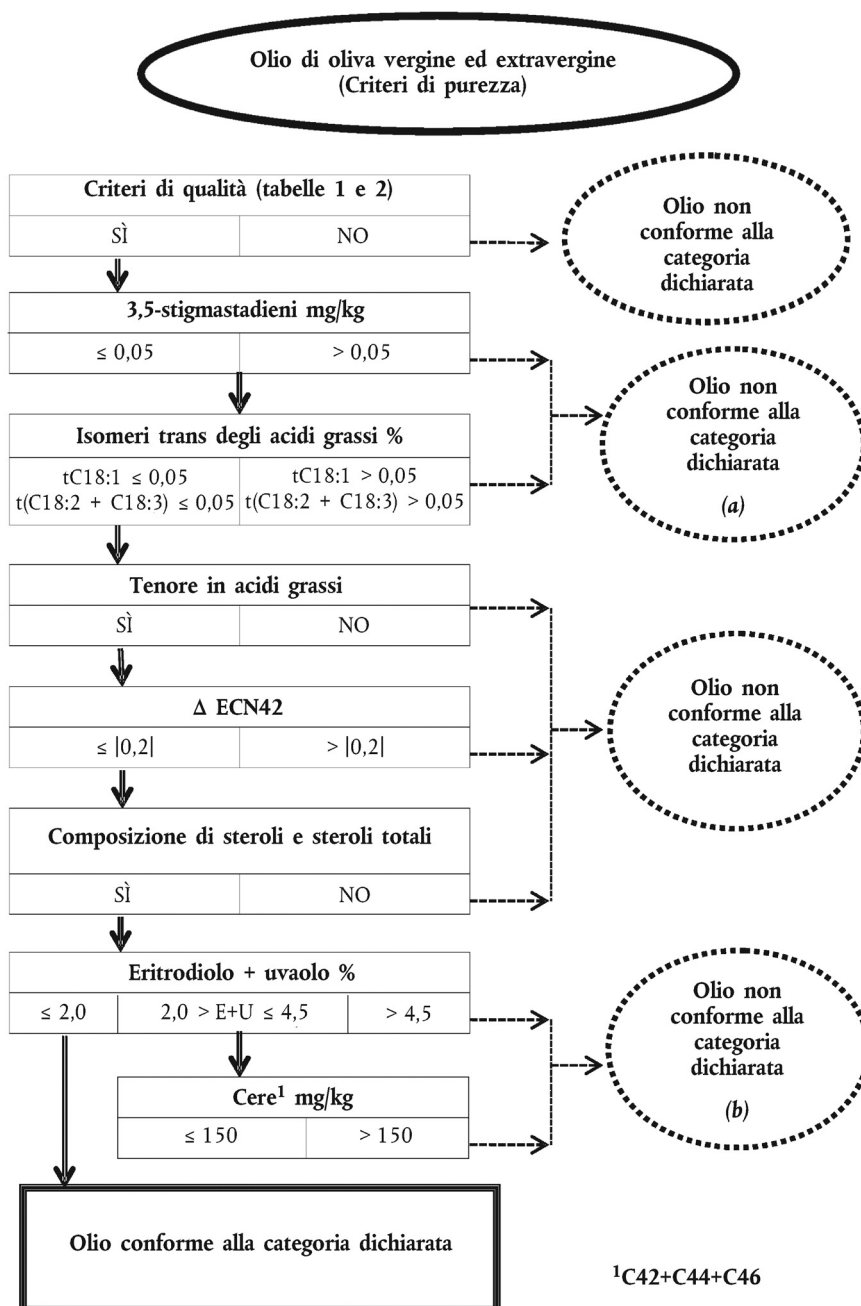 Olio di oliva vergine ed extravergine
(Criteri di purezza)
Criteri di qualità (tabelle 1 e 2)
SÌ NO
Olio non
conforme alla
categoria
dichiarata
3,5-stigmastadieni mg/kg
≤ 0,05 > 0,05
Olio non
conforme alla
categoria
dichiarata
(a)
Isomeri trans degli acidi grassi %
tC18:1 ≤ 0,05 tC18:1 > 0,05
t(C18:2 + C18:3) ≤ 0,05 t(C18:2 + C18:3) > 0,05
Tenore in acidi grassi
SÌ NO
Δ ECN42
≤ |0,2| > |0,2|
Olio non
conforme alla
categoria
dichiarata
Composizione di steroli e steroli totali
SÌ NO
Eritrodiolo + uvaolo %
≤ 2,0 2,0 > E+U ≤ 4,5 > 4,5
Olio non
conforme alla
categoria
dichiarata
(b)
Cere¹ mg/kg
≤ 150 > 150
Olio conforme alla categoria dichiarata
¹C42+C44+C46